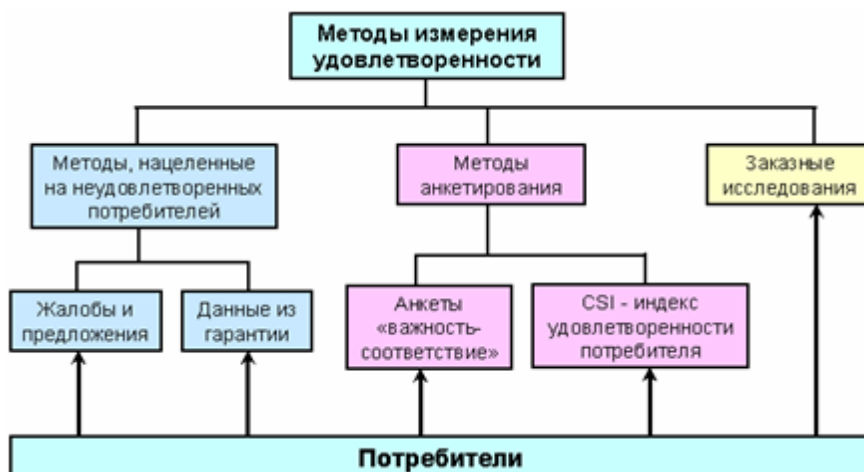 Методы измерения
удовлетворенности
Методы, нацеленные
на неудовлетворенных
потребителей
Методы
анкетирования
Заказные
исследования
Жалобы и
предложения
Данные из
гарантии
Анкеты
«важность-
соответствие»
CSI - индекс
удовлетворенности
потребителя
Потребители